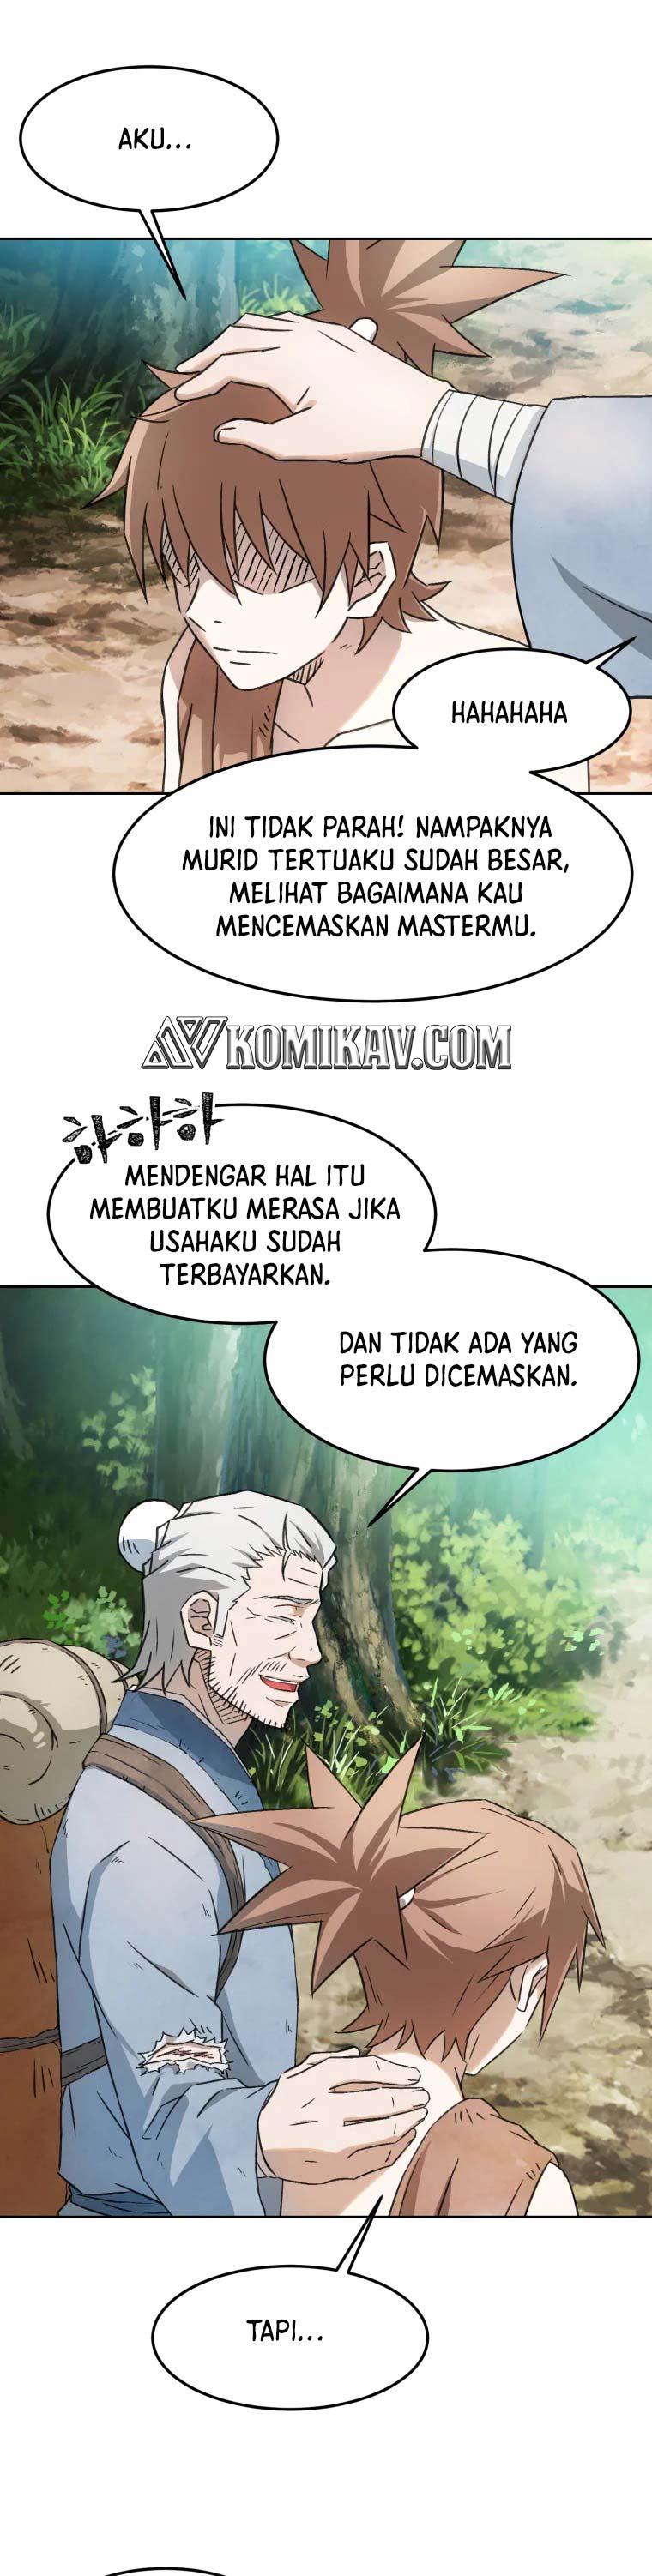 AKU...
HAHAHAHA
INI TIDAK PARAH! NAMPAKNYA
MURID TERTUAKU SUDAH BESAR,
MELIHAT BAGAIMANA KAU
MENCEMASKAN MASTERMU.
KOMIKAV.COM
하하하
MENDENGAR HAL ITU
MEMBUATKU MERASA JIKA
USAHAKU SUDAH
TERBAYARKAN.
DAN TIDAK ADA YANG
PERLU DICEMASKAN.
TAPI...